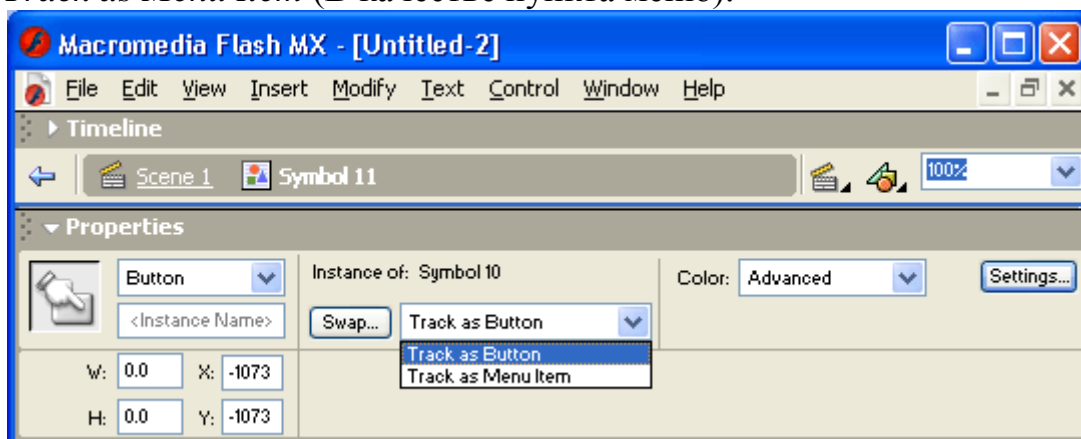 Track as Menu Item (В качестве пункта меню).
Macromedia Flash MX - [Untitled-2]
File Edit View Insert Modify Text Control Window Help
Timeline
Scene 1 Symbol 11 100%
Properties
Button Instance of: Symbol 10 Color: Advanced Settings...
<Instance Name> Swap... Track as Button
Track as Button
W: 0.0 X: -1073 Track as Menu Item
H: 0.0 Y: -1073